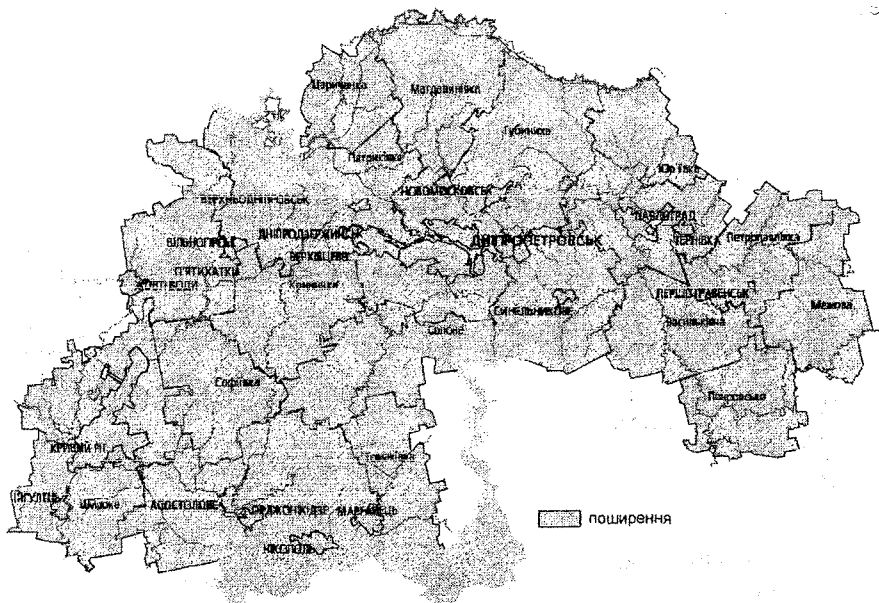 Царичанка
Магдалинівка
Губиниха
Петриківка
Юр'ївка
НОВОМОСКОВСЬК
ВЕРХНЬОДНІПРОВСЬК
ПАВЛОГРАД
ДНІПРОДЗЕРЖИНСЬК
ДНІПРОПЕТРОВСЬК
ТЕРНІВКА
Петропавлівка
ВІЛЬНОГІРСЬК
ВЕРХІВЦЕВЕ
П'ЯТИХАТКИ
ЖОВТІ ВОДИ
Кринички
ПЕРШОТРАВЕНСЬК
Межова
СИНЕЛЬНИКОВЕ
Васильківка
Солоне
Софіївка
Покровське
КРИВИЙ РІГ
Томаківка
ІНГУЛЕЦЬ
Широке
АПОСТОЛОВЕ
ОРДЖОНІКІДЗЕ
МАРГАНЕЦЬ
поширення
НІКОПОЛЬ